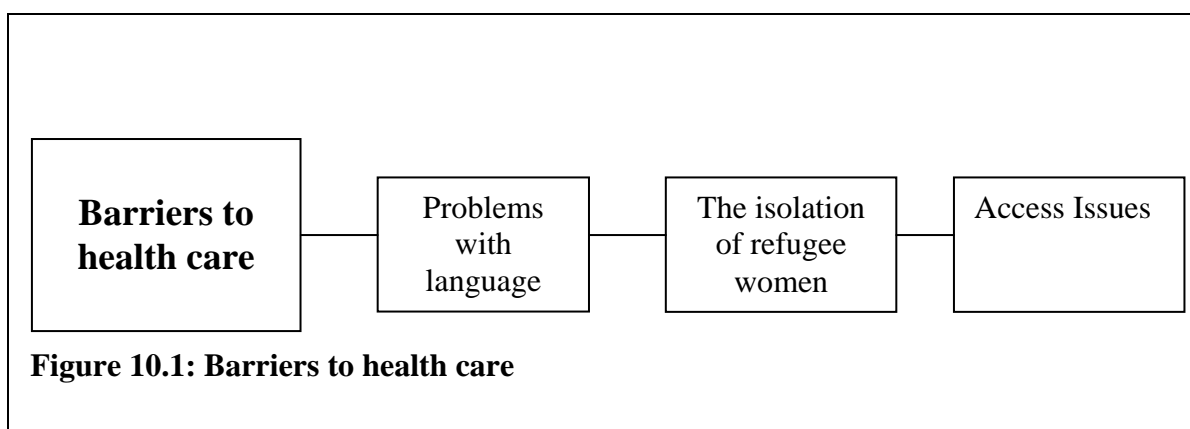 Barriers to
health care
Problems
with
language
The isolation
of refugee
women
Access Issues
Figure 10.1: Barriers to health care